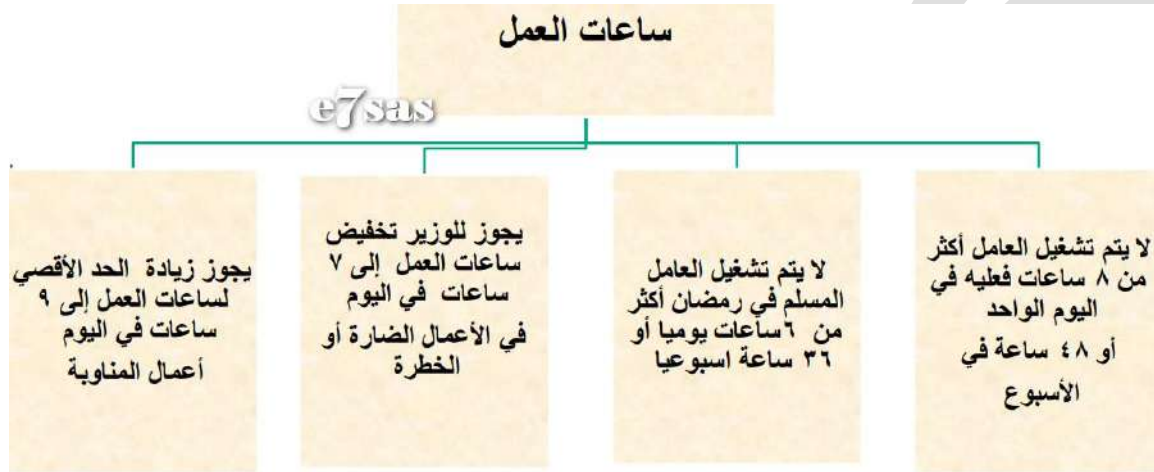 ساعات العمل
e7sas
لا يتم تشغيل العامل أكثر
من ٨ ساعات فعليه في
اليوم الواحد
أو ٤٨ ساعة في
الأسبوع
لا يتم تشغيل العامل
المسلم في رمضان أكثر
من ٦ساعات يوميا أو
٣٦ ساعة اسبوعيا
يجوز للوزير تخفيض
ساعات العمل إلى ٧
ساعات في اليوم
في الأعمال الضارة أو
الخطرة
يجوز زيادة الحد الأقصي
لساعات العمل إلى ٩
ساعات في اليوم
أعمال المناوبة